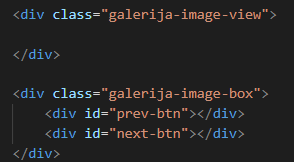 <div class="galerija-image-view">
</div>
<div class="galerija-image-box">
<div id="prev-btn"></div>
<div id="next-btn"></div>
</div>